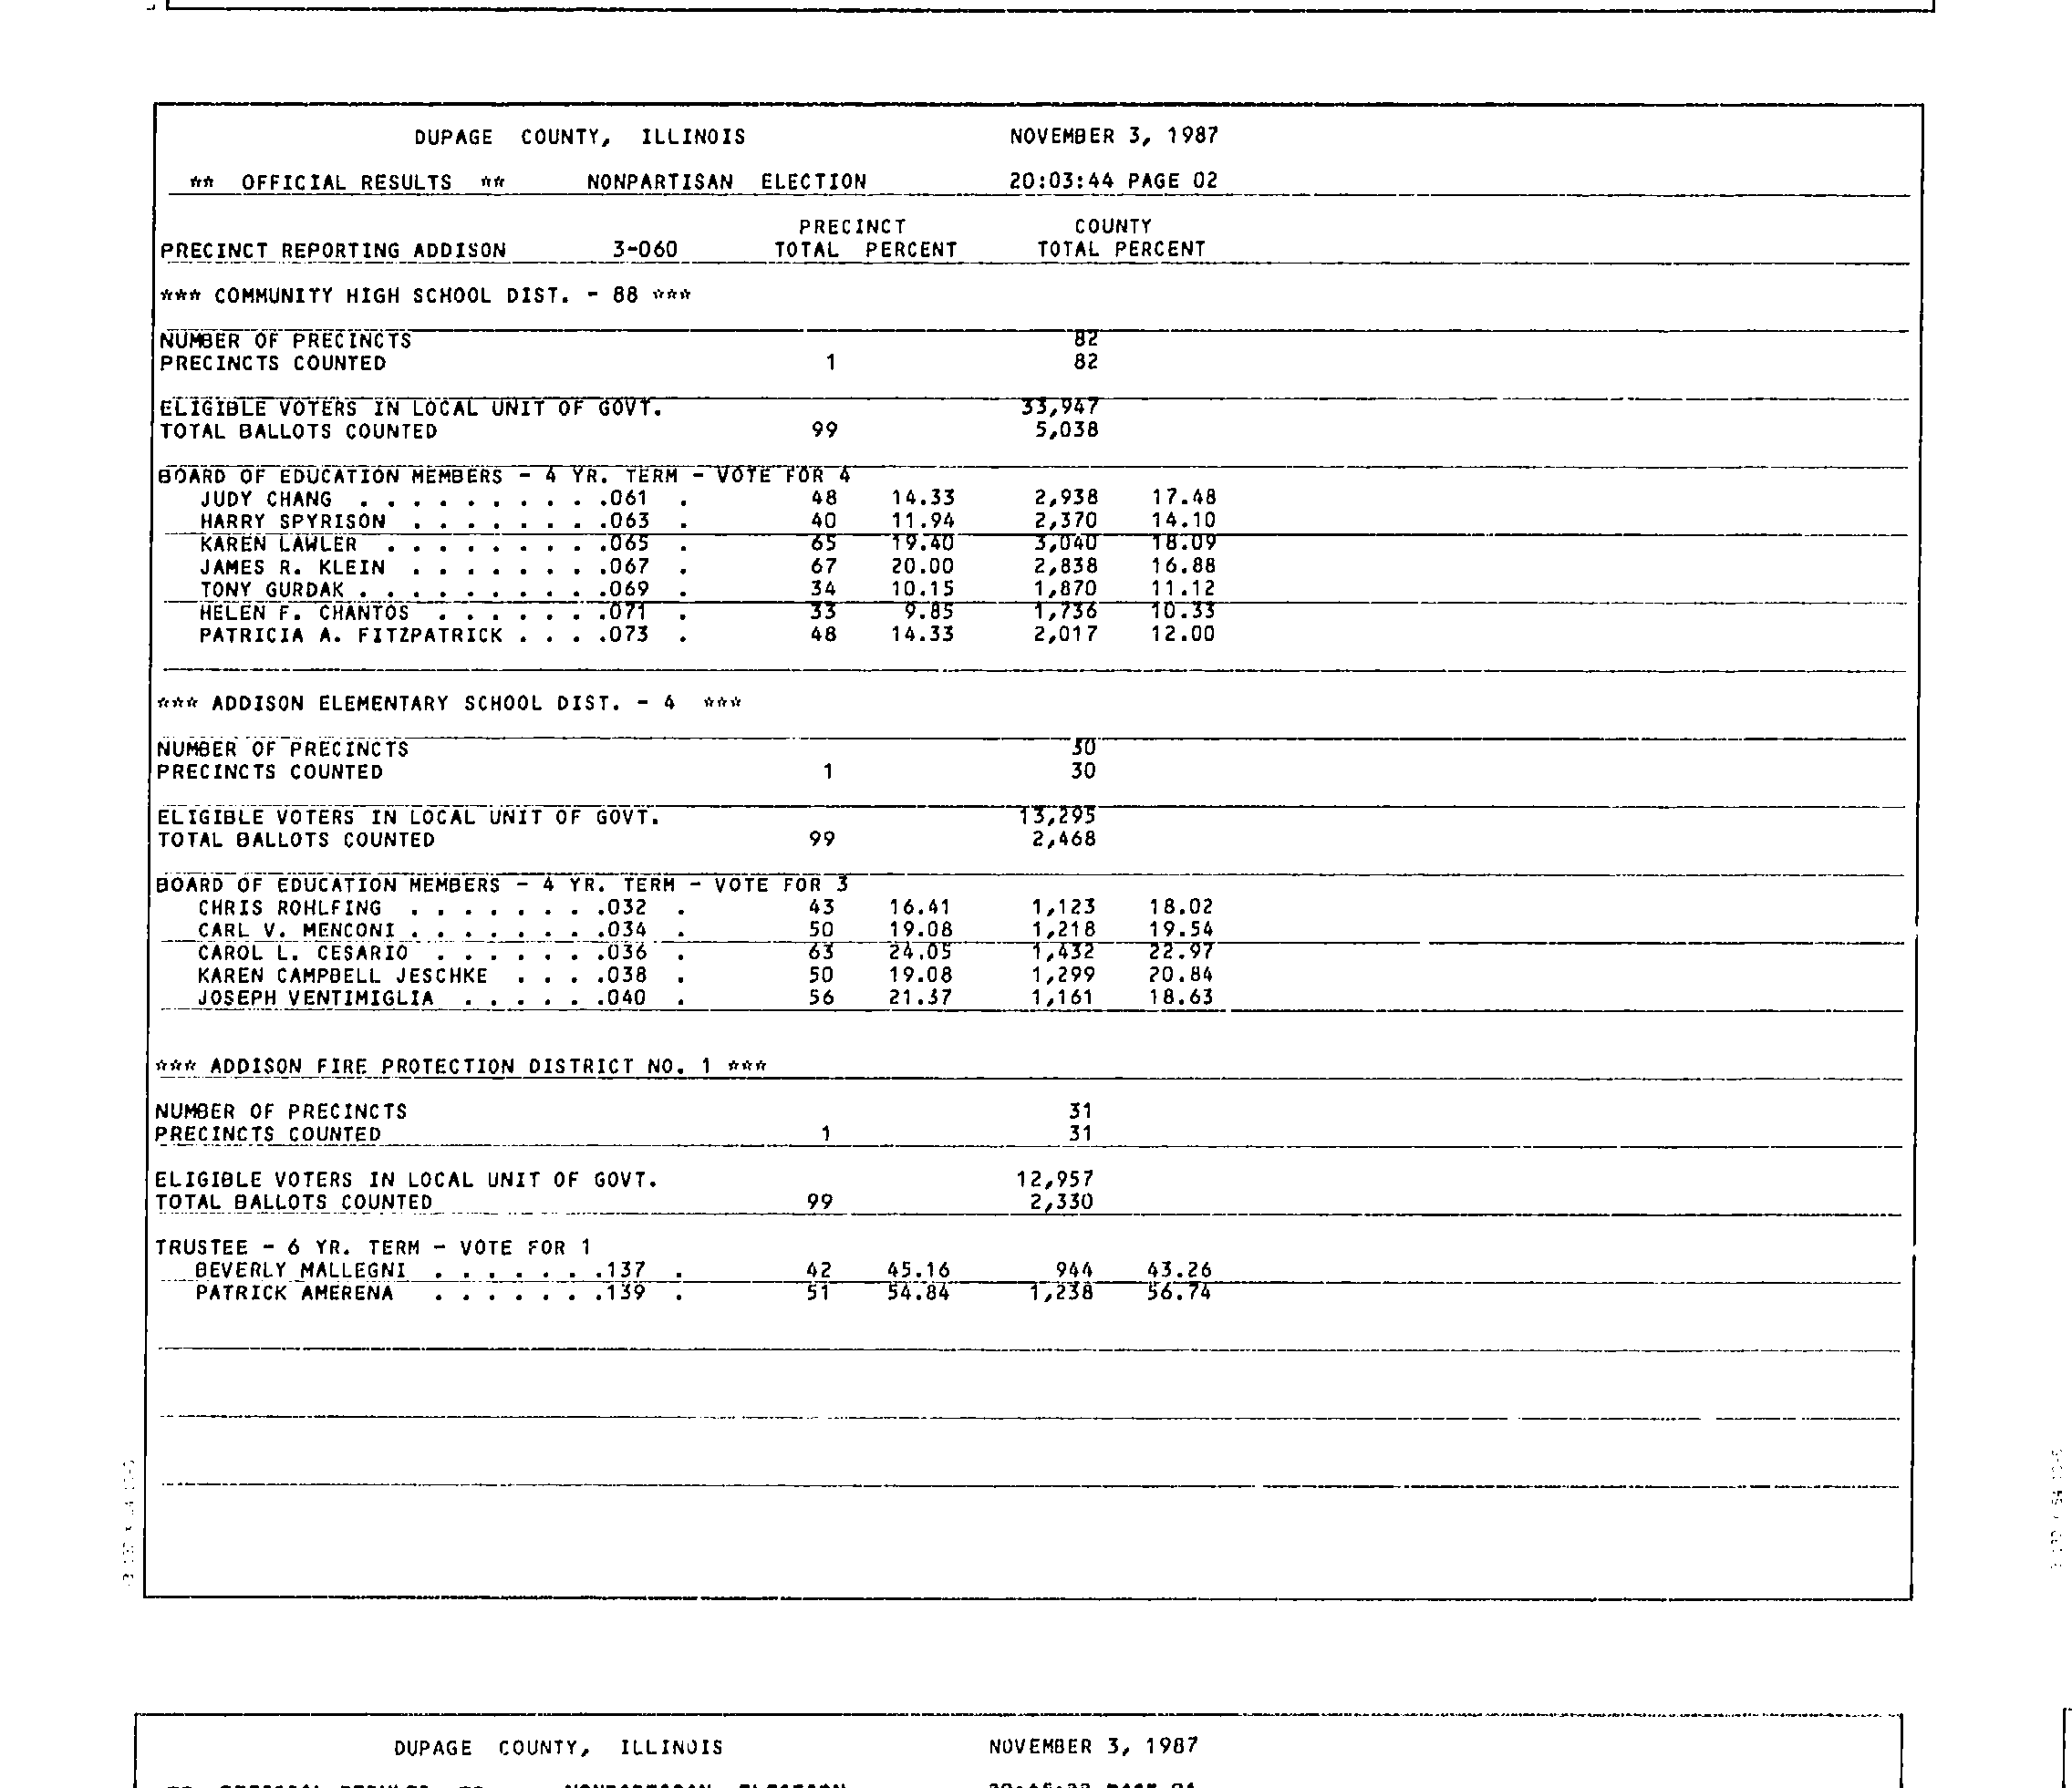 DUPAGE COUNTY, ILLINOIS NOVEMBER 3, 1987
** OFFICIAL RESULTS ** NONPARTISAN ELECTION 20:03:44 PAGE 02
PRECINCT COUNTY
PRECINCT REPORTING ADDISON 3-060 TOTAL PERCENT TOTAL PERCENT
*** COMMUNITY HIGH SCHOOL DIST. - 88 ***
NUMBER OF PRECINCTS 82
PRECINCTS COUNTED 1 82
ELIGIBLE VOTERS IN LOCAL UNIT OF GOVT. 33,947
TOTAL BALLOTS COUNTED 99 5,038
BOARD OF EDUCATION MEMBERS - 4 YR. TERM - VOTE FOR 4
JUDY CHANG . . . . . . . . . .061 . 48 14.33 2,938 17.48
HARRY SPYRISON . . . . . . . .063 . 40 11.94 2,370 14.10
KAREN LAWLER . . . . . . . . .065 . 65 19.40 3,040 18.09
JAMES R. KLEIN . . . . . . . .067 . 67 20.00 2,838 16.88
TONY GURDAK . . . . . . . . . .069 . 34 10.15 1,870 11.12
HELEN F. CHANTOS . . . . . . .071 . 33 9.85 1,736 10.33
PATRICIA A. FITZPATRICK . . . .073 . 48 14.33 2,017 12.00
*** ADDISON ELEMENTARY SCHOOL DIST. - 4 ***
NUMBER OF PRECINCTS 30
PRECINCTS COUNTED 1 30
ELIGIBLE VOTERS IN LOCAL UNIT OF GOVT. 13,295
TOTAL BALLOTS COUNTED 99 2,468
BOARD OF EDUCATION MEMBERS - 4 YR. TERM - VOTE FOR 3
CHRIS ROHLFING . . . . . . . .032 . 43 16.41 1,123 18.02
CARL V. MENCONI . . . . . . . .034 . 50 19.08 1,218 19.54
CAROL L. CESARIO . . . . . . .036 . 63 24.05 1,432 22.97
KAREN CAMPBELL JESCHKE . . . .038 . 50 19.08 1,299 20.84
JOSEPH VENTIMIGLIA . . . . . .040 . 56 21.37 1,161 18.63
*** ADDISON FIRE PROTECTION DISTRICT NO. 1 ***
NUMBER OF PRECINCTS 31
PRECINCTS COUNTED 1 31
ELIGIBLE VOTERS IN LOCAL UNIT OF GOVT. 12,957
TOTAL BALLOTS COUNTED 99 2,330
TRUSTEE - 6 YR. TERM - VOTE FOR 1
BEVERLY MALLEGNI . . . . . . .137 . 42 45.16 944 43.26
PATRICK AMERENA . . . . . . .139 . 51 54.84 1,238 56.74
DUPAGE COUNTY, ILLINOIS NOVEMBER 3, 1987